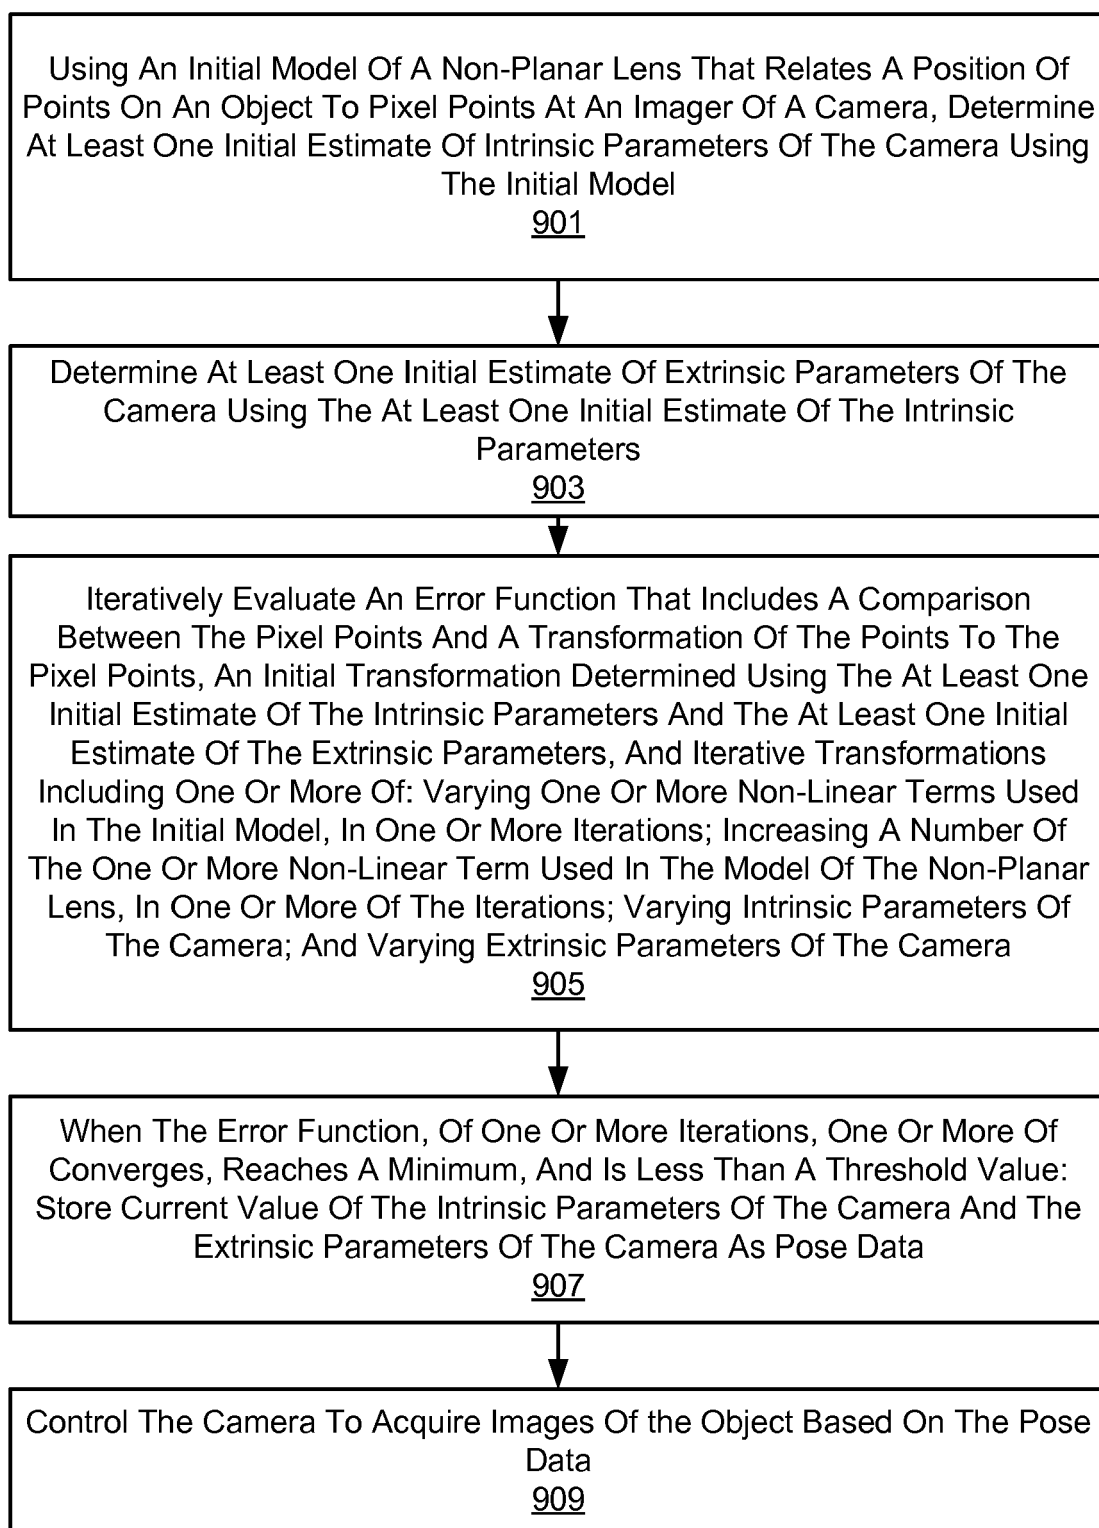 Using An Initial Model Of A Non-Planar Lens That Relates A Position Of
Points On An Object To Pixel Points At An Imager Of A Camera, Determine
At Least One Initial Estimate Of Intrinsic Parameters Of The Camera Using
The Initial Model
901
Determine At Least One Initial Estimate Of Extrinsic Parameters Of The
Camera Using The At Least One Initial Estimate Of The Intrinsic
Parameters
903
Iteratively Evaluate An Error Function That Includes A Comparison
Between The Pixel Points And A Transformation Of The Points To The
Pixel Points, An Initial Transformation Determined Using The At Least One
Initial Estimate Of The Intrinsic Parameters And The At Least One Initial
Estimate Of The Extrinsic Parameters, And Iterative Transformations
Including One Or More Of: Varying One Or More Non-Linear Terms Used
In The Initial Model, In One Or More Iterations; Increasing A Number Of
The One Or More Non-Linear Term Used In The Model Of The Non-Planar
Lens, In One Or More Of The Iterations; Varying Intrinsic Parameters Of
The Camera; And Varying Extrinsic Parameters Of The Camera
905
When The Error Function, Of One Or More Iterations, One Or More Of
Converges, Reaches A Minimum, And Is Less Than A Threshold Value:
Store Current Value Of The Intrinsic Parameters Of The Camera And The
Extrinsic Parameters Of The Camera As Pose Data
907
Control The Camera To Acquire Images Of the Object Based On The Pose
Data
909